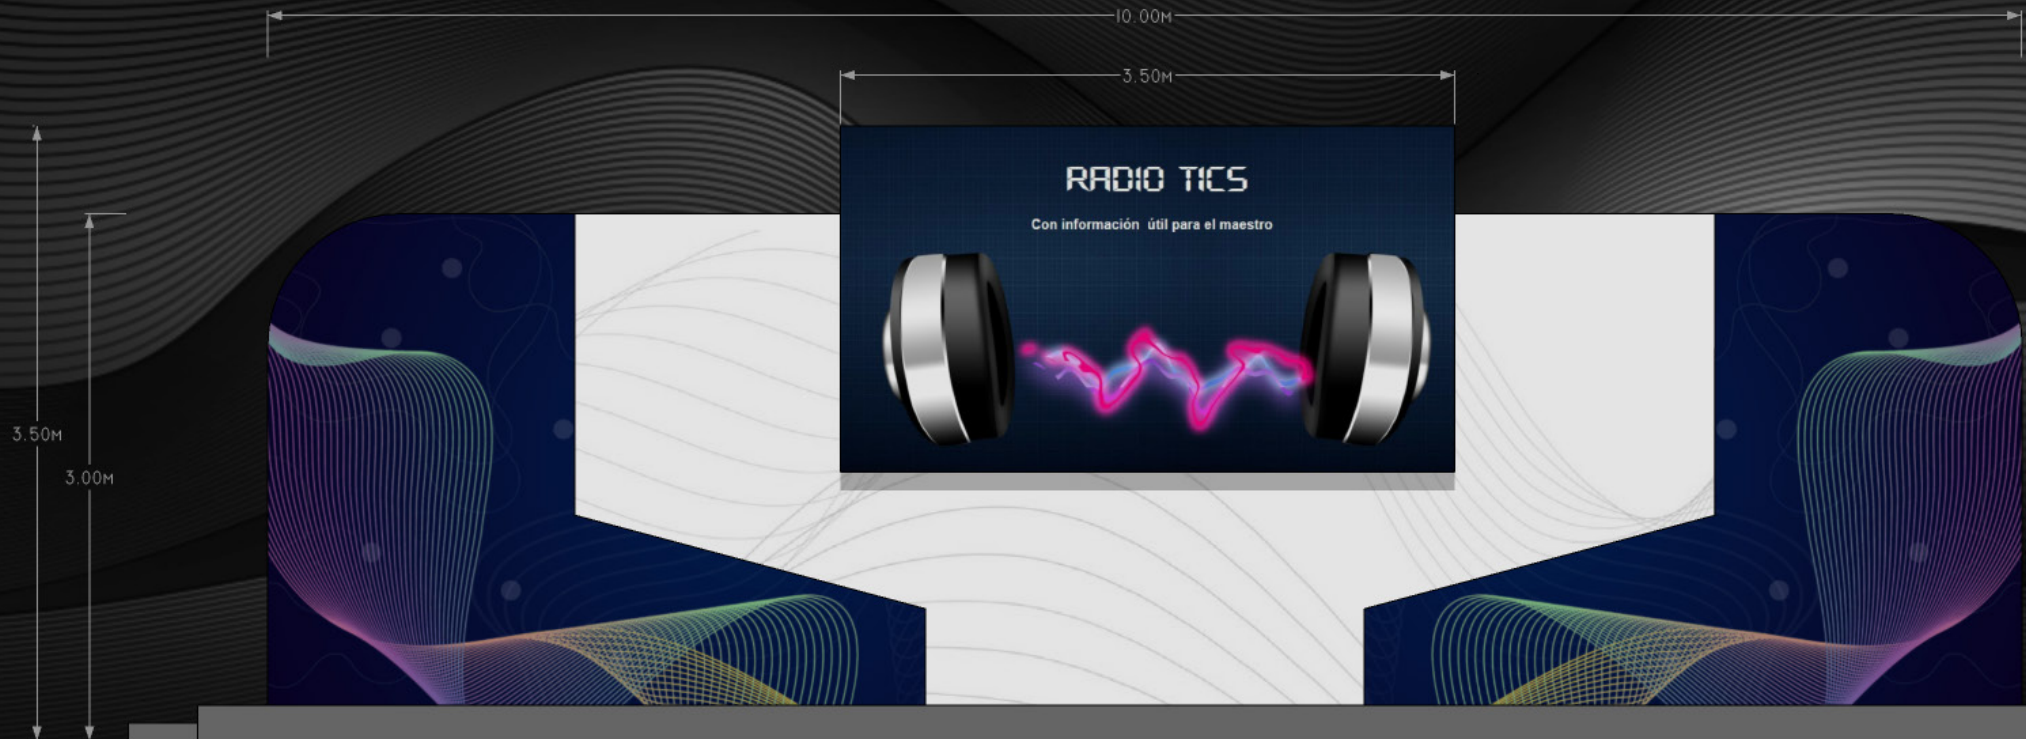 10.00M
3.50M
RADIO TICS
Con información útil para el maestro
3.50M
3.00M